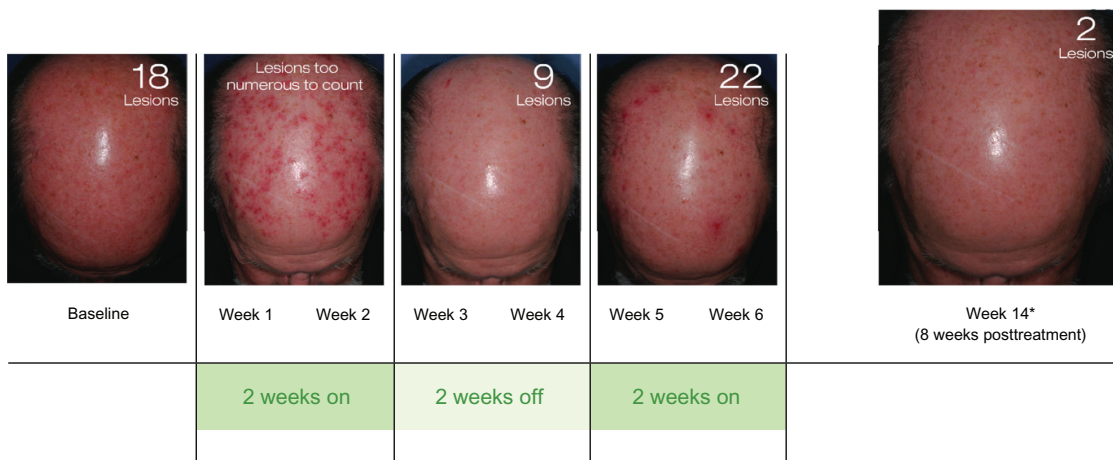 18
Lesions
Lesions too
numerous to count
9
Lesions
22
Lesions
2
Lesions
Baseline
Week 1
Week 2
Week 3
Week 4
Week 5
Week 6
Week 14*
(8 weeks posttreatment)
2 weeks on
2 weeks off
2 weeks on